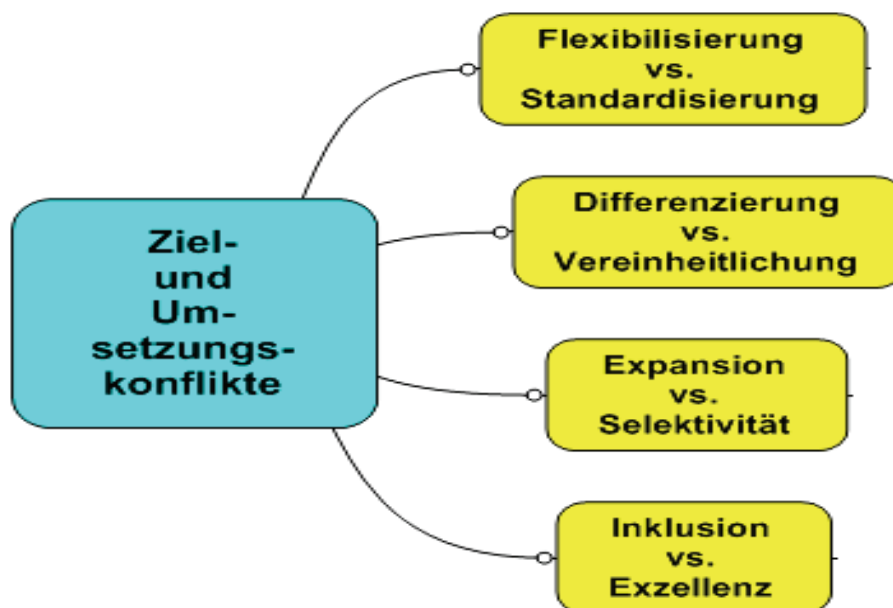 Ziel-
und
Um-
setzungs-
konflikte
Flexibilisierung
vs.
Standardisierung
Differenzierung
vs.
Vereinheitlichung
Expansion
vs.
Selektivität
Inklusion
vs.
Exzellenz